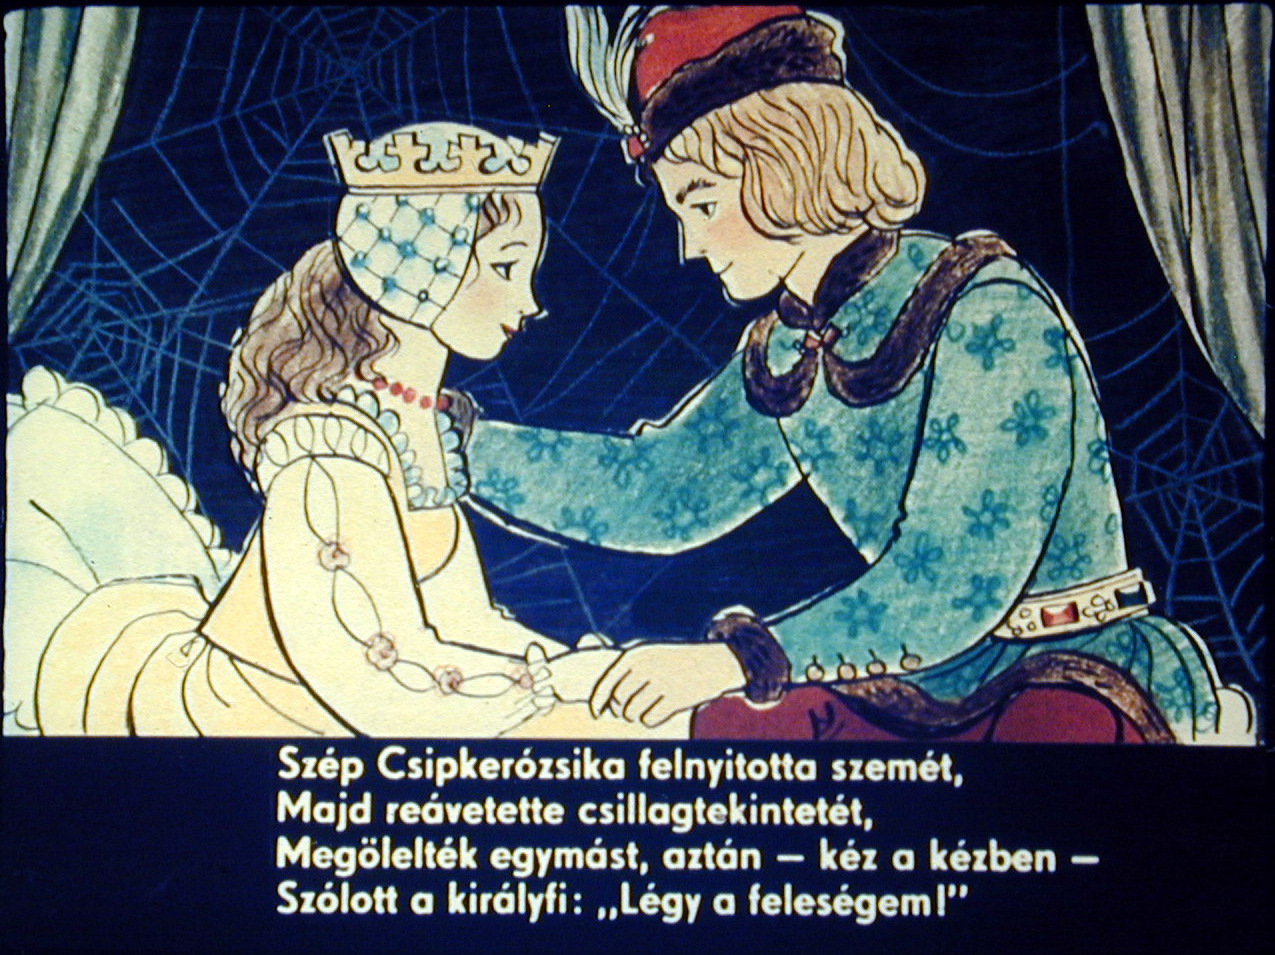 Szép Csipkerózsika felnyitotta szemét,
Majd reávetette csillagtekintetét,
Megölelték egymást, aztán — kéz a kézben —
Szólott a királyfi: „Légy a feleségem!”